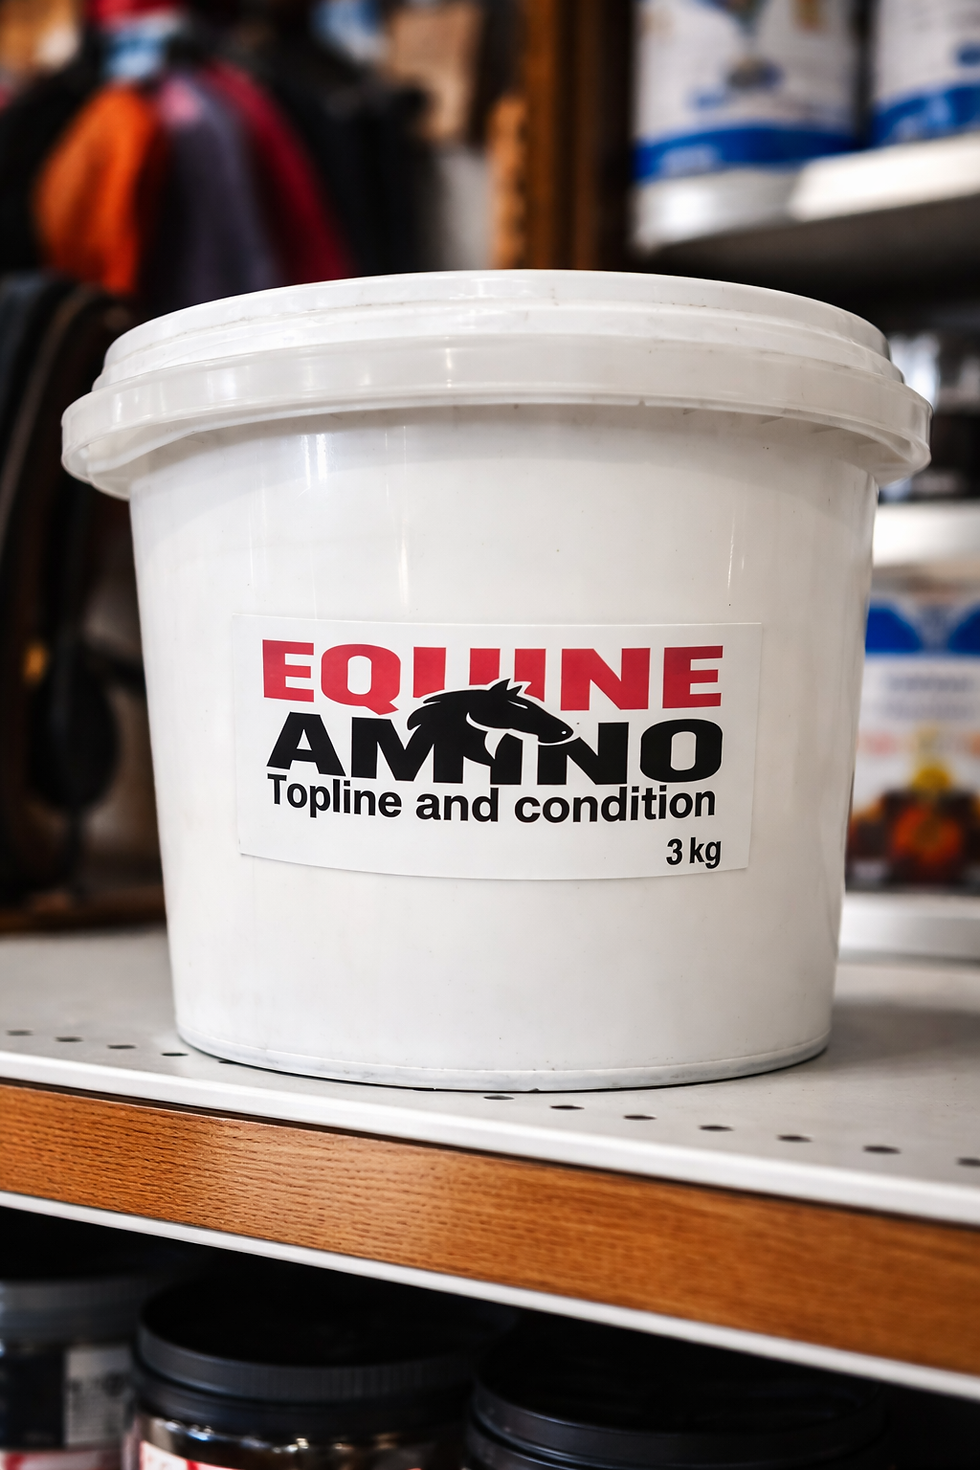 EQUINE
AMINO
Topline and condition
3 kg